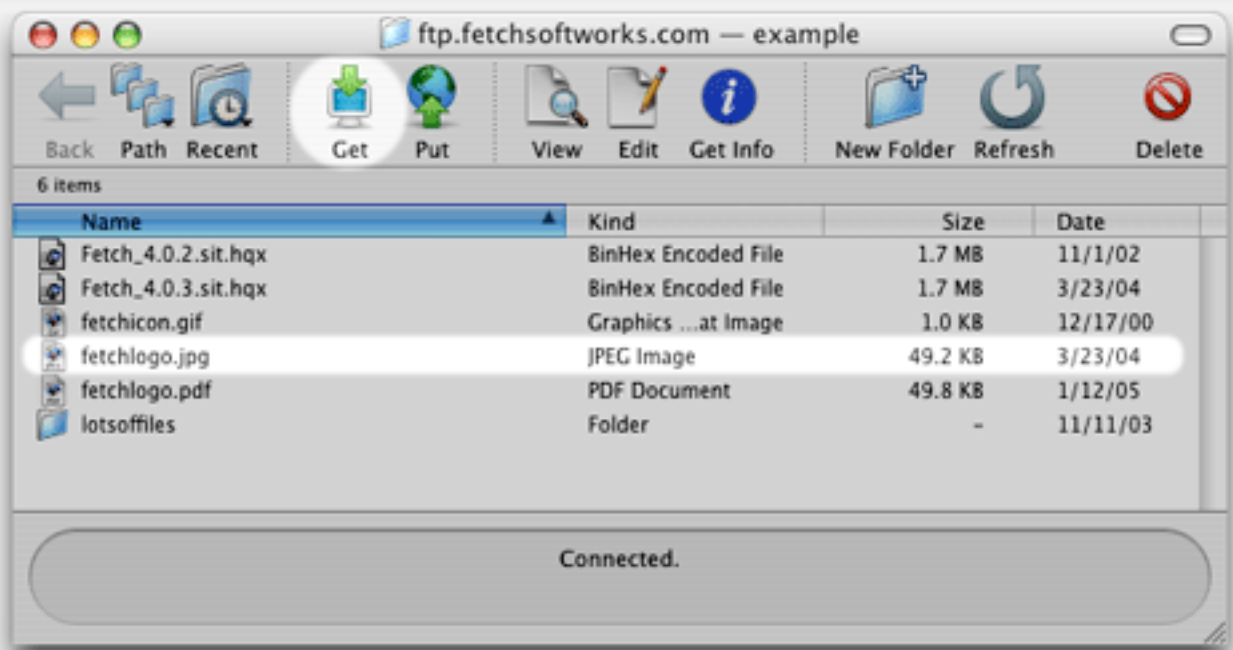 ftp.fetchsoftworks.com — example
Back Path Recent Get Put View Edit Get Info New Folder Refresh Delete
6 items
Name Kind Size Date
Fetch_4.0.2.sit.hqx BinHex Encoded File 1.7 MB 11/1/02
Fetch_4.0.3.sit.hqx BinHex Encoded File 1.7 MB 3/23/04
fetchicon.gif Graphics ...at Image 1.0 KB 12/17/00
fetchlogo.jpg JPEG Image 49.2 KB 3/23/04
fetchlogo.pdf PDF Document 49.8 KB 1/12/05
lotsoffiles Folder – 11/11/03
Connected.